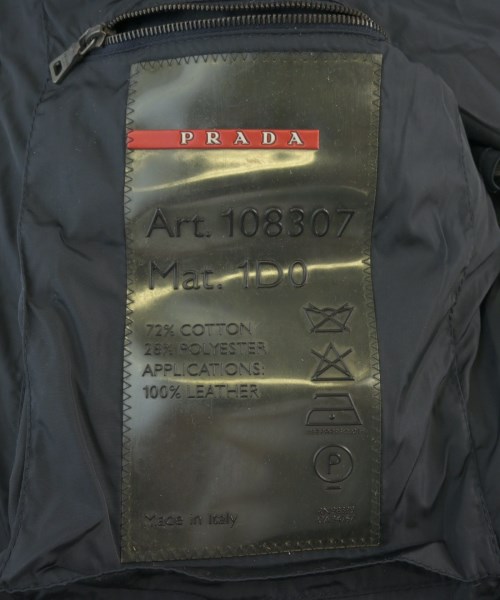 PRADA
Art. 108307
Mat. 1D0
72% COTTON
28% POLYESTER
APPLICATIONS:
100% LEATHER
P
Made in Italy